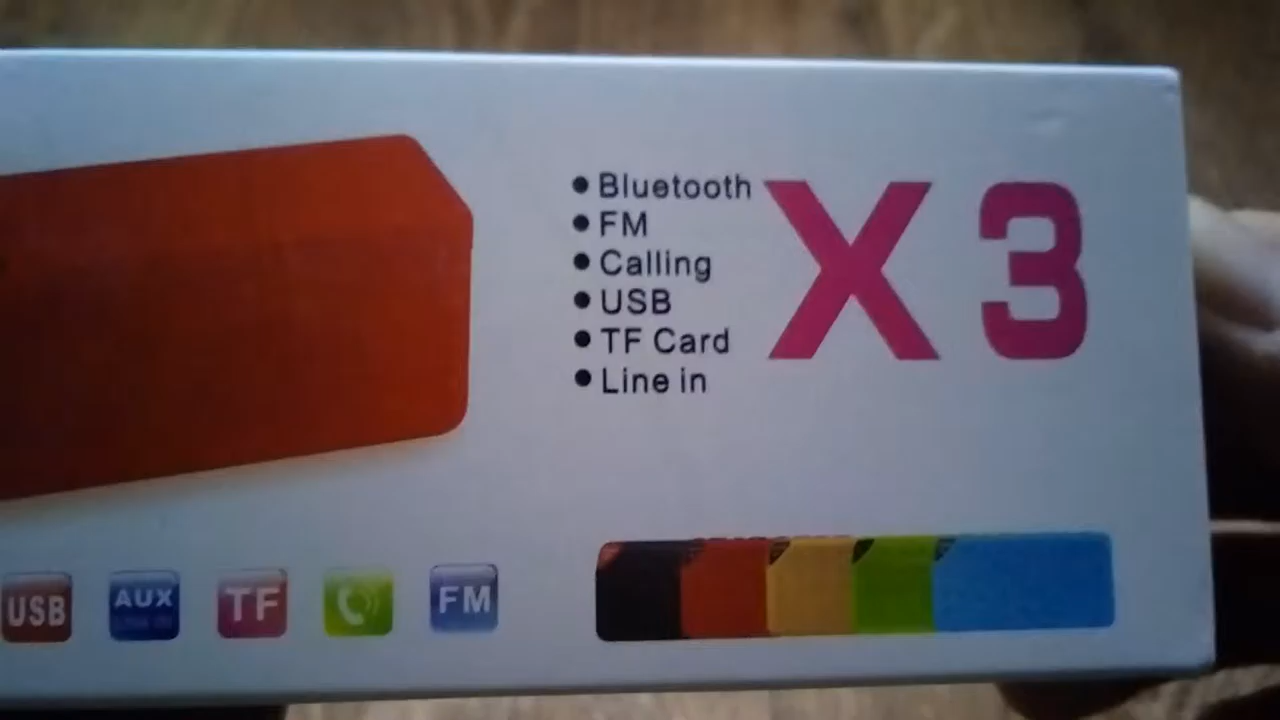 • Bluetooth
• FM
• Calling
• USB
• TF Card
• Line in
X3
USB
AUX
TF
FM